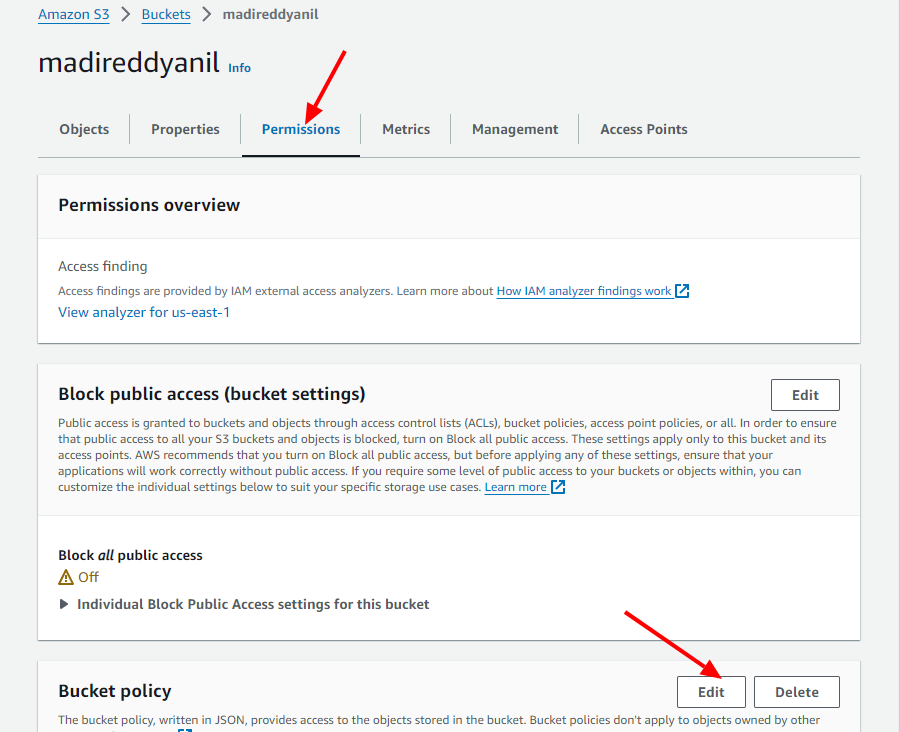 Amazon S3 > Buckets > madireddyanil
madireddyanil Info
Objects Properties Permissions Metrics Management Access Points
Permissions overview
Access finding
Access findings are provided by IAM external access analyzers. Learn more about How IAM analyzer findings work
View analyzer for us-east-1
Block public access (bucket settings) Edit
Public access is granted to buckets and objects through access control lists (ACLs), bucket policies, access point policies, or all. In order to ensure
that public access to all your S3 buckets and objects is blocked, turn on Block all public access. These settings apply only to this bucket and its
access points. AWS recommends that you turn on Block all public access, but before applying any of these settings, ensure that your
applications will work correctly without public access. If you require some level of public access to your buckets or objects within, you can
customize the individual settings below to suit your specific storage use cases. Learn more
Block all public access
Off
Individual Block Public Access settings for this bucket
Bucket policy Edit Delete
The bucket policy, written in JSON, provides access to the objects stored in the bucket. Bucket policies don't apply to objects owned by other